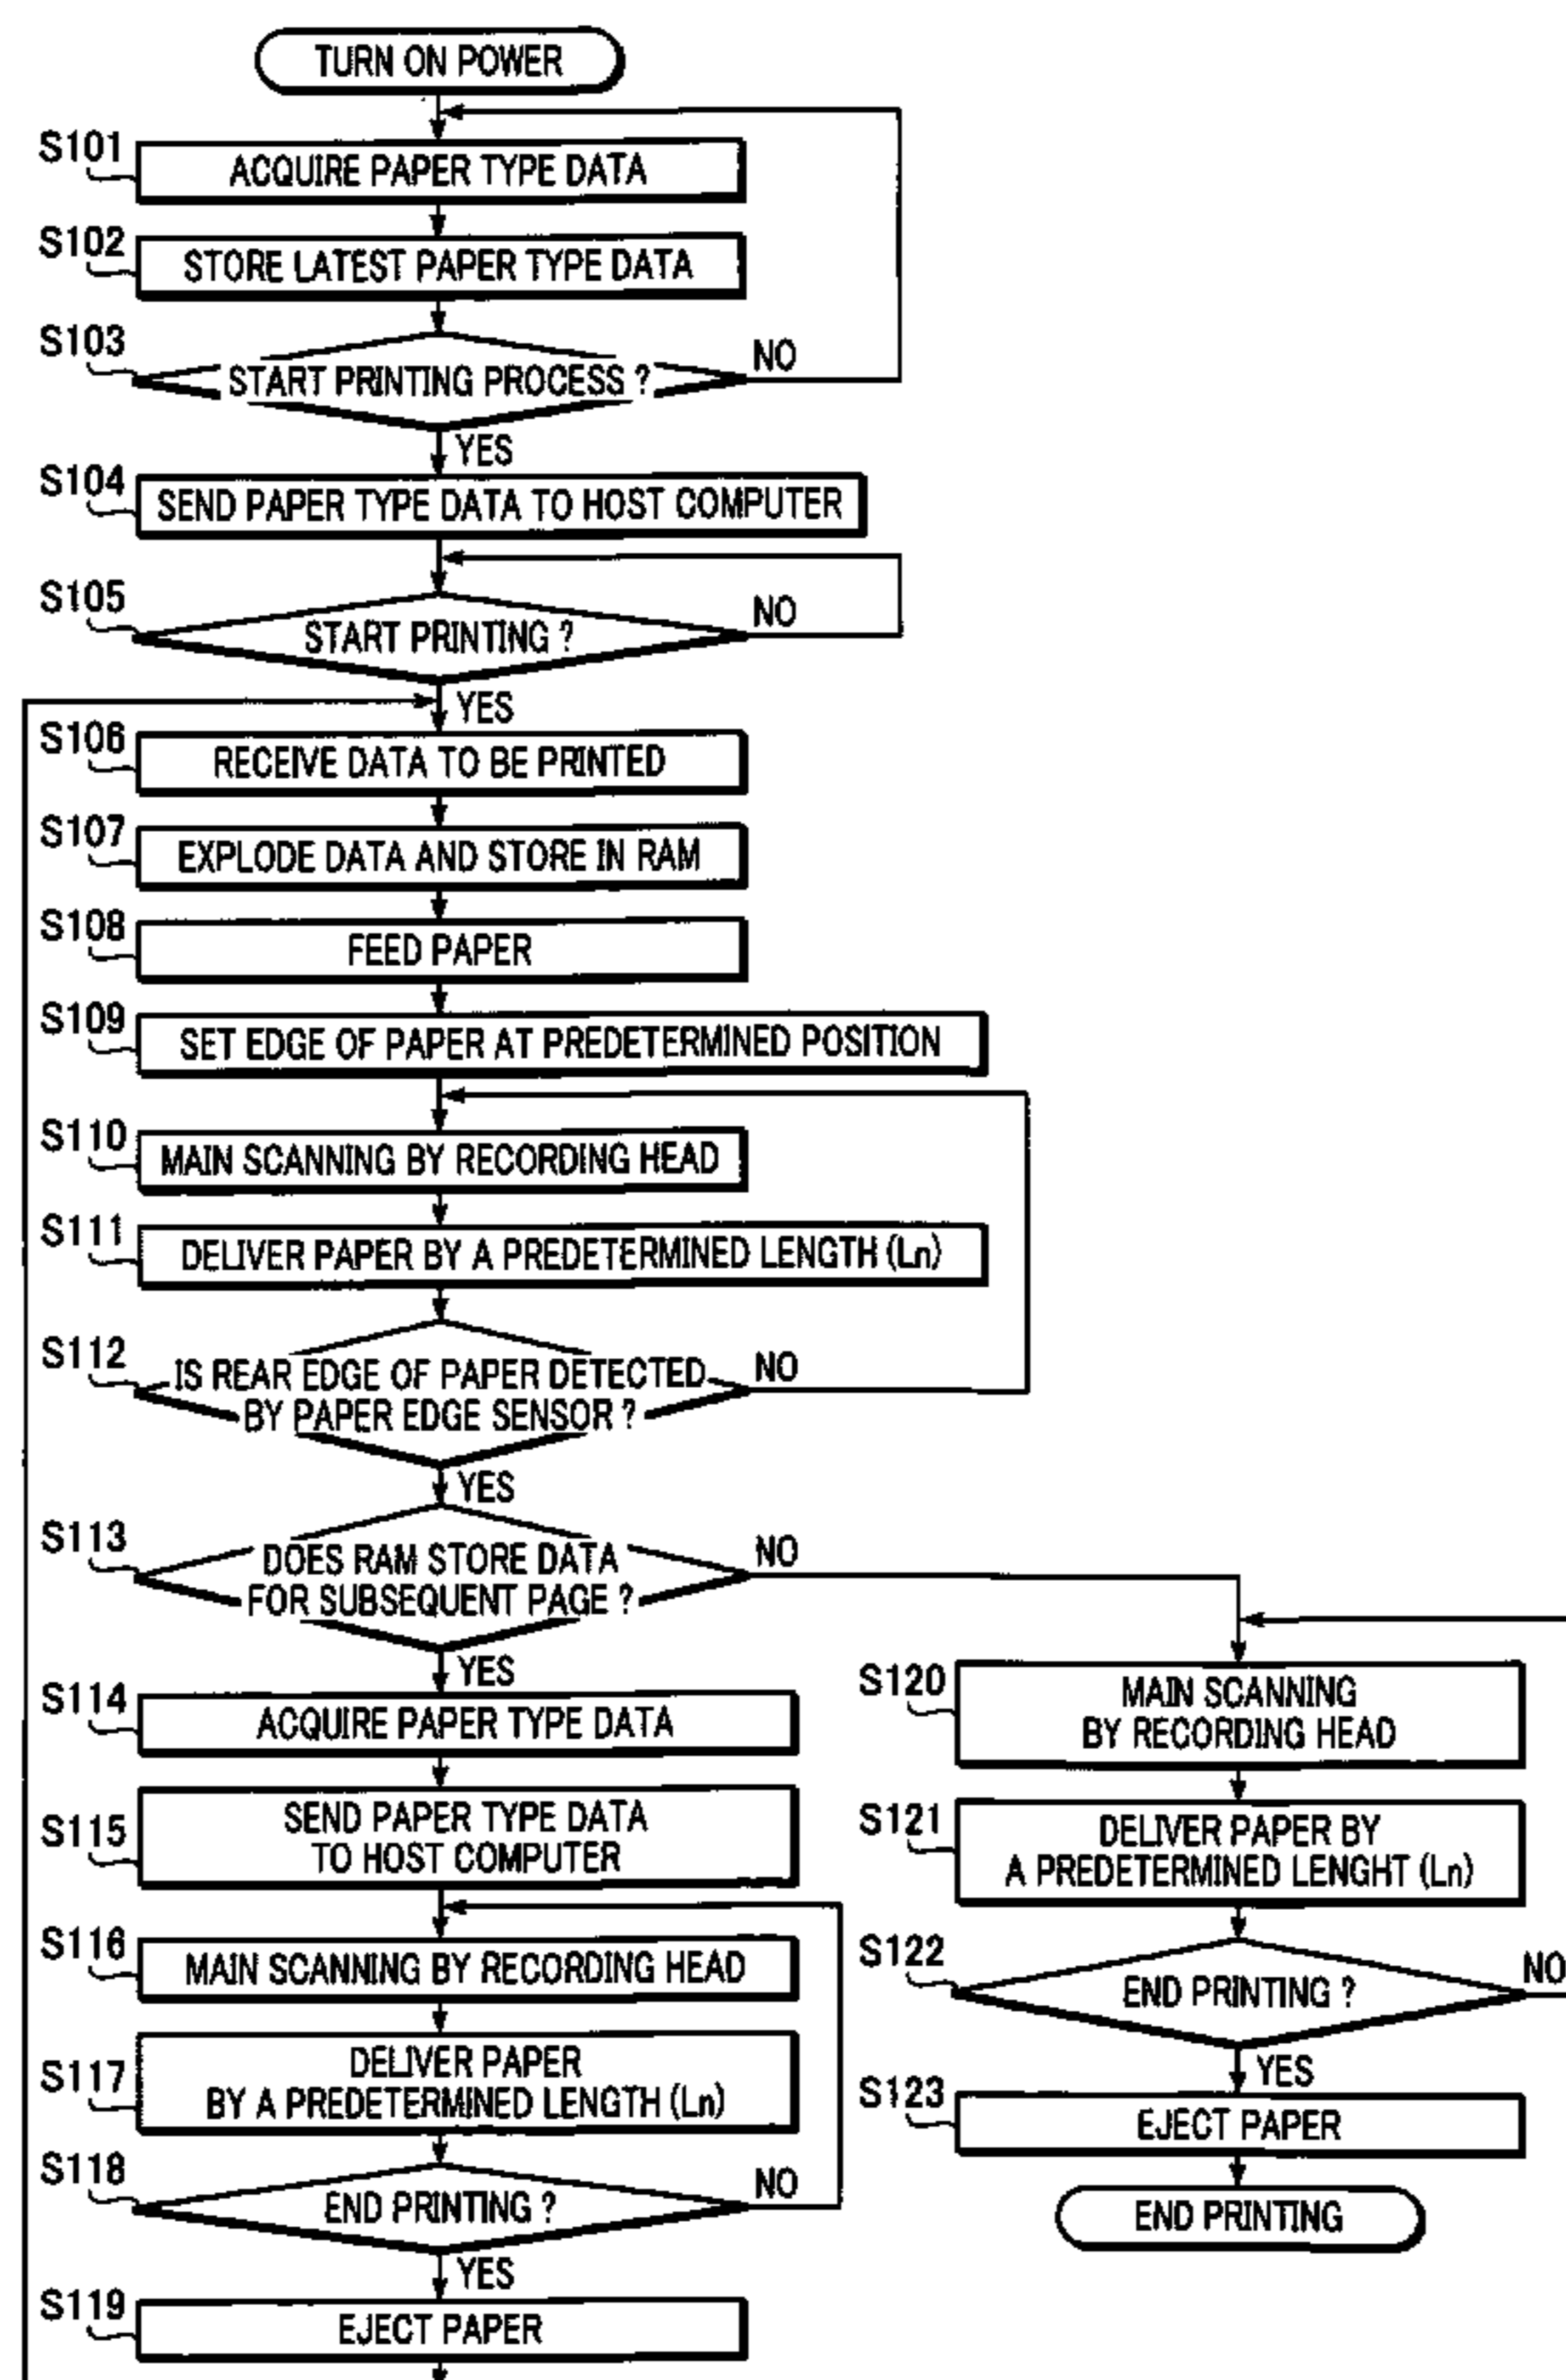 TURN ON POWER
S101
ACQUIRE PAPER TYPE DATA
S102
STORE LATEST PAPER TYPE DATA
S103
START PRINTING PROCESS ?
NO
YES
S104
SEND PAPER TYPE DATA TO HOST COMPUTER
S105
START PRINTING ?
NO
YES
S106
RECEIVE DATA TO BE PRINTED
S107
EXPLODE DATA AND STORE IN RAM
S108
FEED PAPER
S109
SET EDGE OF PAPER AT PREDETERMINED POSITION
S110
MAIN SCANNING BY RECORDING HEAD
S111
DELIVER PAPER BY A PREDETERMINED LENGTH (Ln)
S112
IS REAR EDGE OF PAPER DETECTED
BY PAPER EDGE SENSOR ?
NO
YES
S113
DOES RAM STORE DATA
FOR SUBSEQUENT PAGE ?
NO
YES
S114
ACQUIRE PAPER TYPE DATA
S115
SEND PAPER TYPE DATA
TO HOST COMPUTER
S116
MAIN SCANNING BY RECORDING HEAD
S117
DELIVER PAPER
BY A PREDETERMINED LENGTH (Ln)
S118
END PRINTING ?
NO
YES
S119
EJECT PAPER
S120
MAIN SCANNING
BY RECORDING HEAD
S121
DELIVER PAPER BY
A PREDETERMINED LENGHT (Ln)
S122
END PRINTING ?
NO
YES
S123
EJECT PAPER
END PRINTING